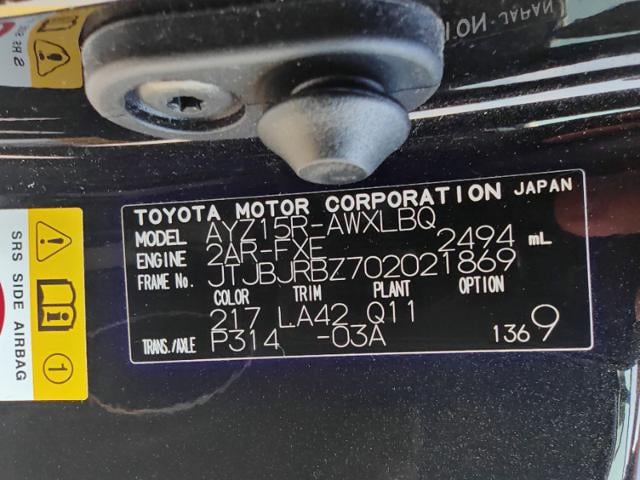 TOYOTA MOTOR CORPORATION JAPAN
MODEL AYZ15R-AWXLBQ
ENGINE 2AR-FXE 2494 mL
FRAME No. JTJBJRBZ702021869
COLOR TRIM PLANT OPTION
217 LA42 Q11
TRANS./AXLE P314 -03A 1369
SRS SIDE AIRBAG
1